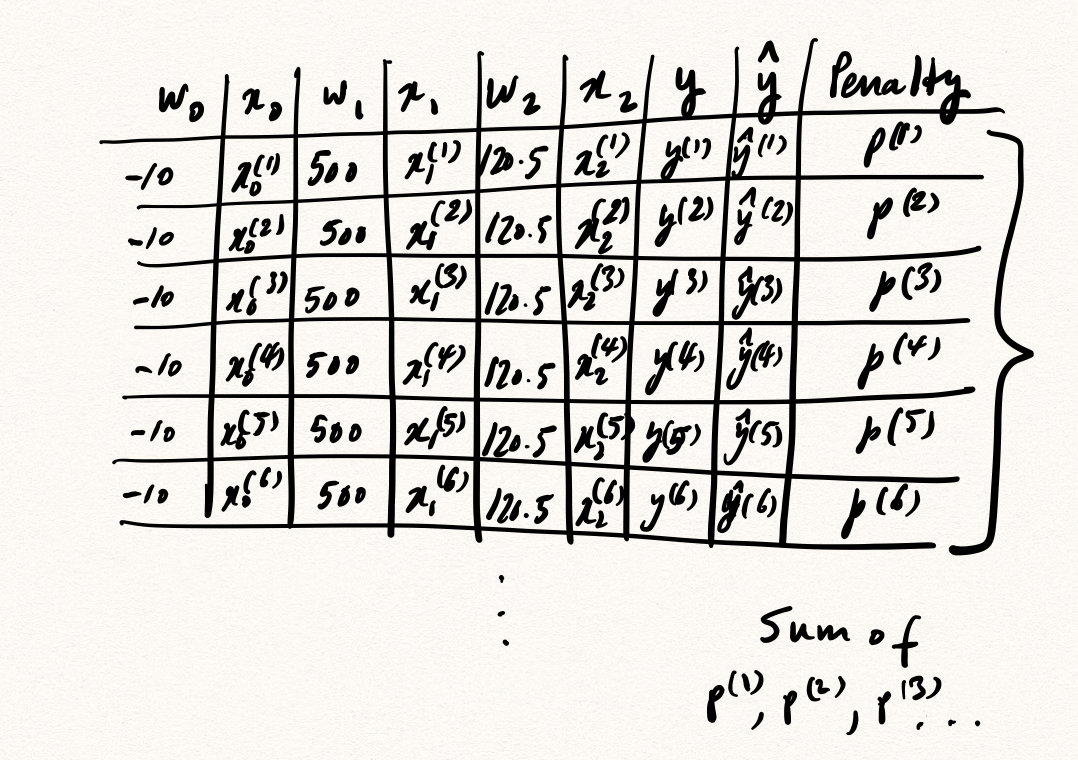 w₀ x₀ w₁ x₁ w₂ x₂ y ŷ Penalty
-10 x₀⁽¹⁾ 500 x₁⁽¹⁾ 120.5 x₂⁽¹⁾ y⁽¹⁾ ŷ⁽¹⁾ p⁽¹⁾
-10 x₀⁽²⁾ 500 x₁⁽²⁾ 120.5 x₂⁽²⁾ y⁽²⁾ ŷ⁽²⁾ p⁽²⁾
-10 x₀⁽³⁾ 500 x₁⁽³⁾ 120.5 x₂⁽³⁾ y⁽³⁾ ŷ⁽³⁾ p⁽³⁾
-10 x₀⁽⁴⁾ 500 x₁⁽⁴⁾ 120.5 x₂⁽⁴⁾ y⁽⁴⁾ ŷ⁽⁴⁾ p⁽⁴⁾
-10 x₀⁽⁵⁾ 500 x₁⁽⁵⁾ 120.5 x₂⁽⁵⁾ y⁽⁵⁾ ŷ⁽⁵⁾ p⁽⁵⁾
-10 x₀⁽⁶⁾ 500 x₁⁽⁶⁾ 120.5 x₂⁽⁶⁾ y⁽⁶⁾ ŷ⁽⁶⁾ p⁽⁶⁾
⋮
Sum of
p⁽¹⁾, p⁽²⁾, p⁽³⁾...